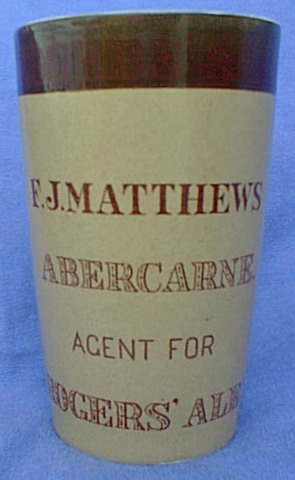 F.J.MATTHEWS
ABERCARNE.
AGENT FOR
ROGERS' ALE